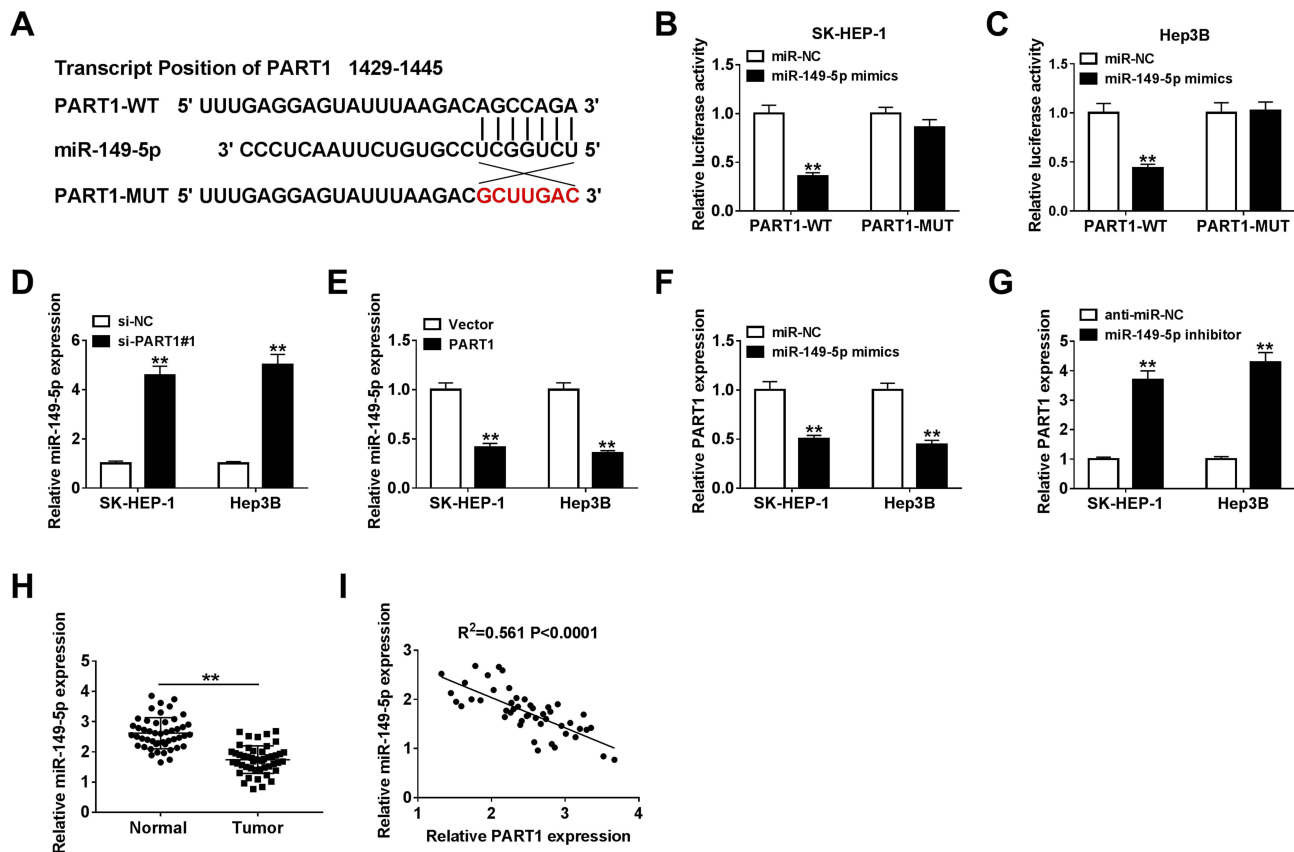 A
Transcript Position of PART1 1429-1445
PART1-WT 5' UUUGAGGAGUAUUUAAGACAGCCAGA 3'
miR-149-5p 3' CCCUCAAUUCUGUGCCUCGGUCU 5'
PART1-MUT 5' UUUGAGGAGUAUUUAAGACGCUUGAC 3'
B
SK-HEP-1
miR-NC
miR-149-5p mimics
Relative luciferase activity
1.5
1.0
0.5
0.0
**
PART1-WT PART1-MUT
C
Hep3B
miR-NC
miR-149-5p mimics
Relative luciferase activity
1.5
1.0
0.5
0.0
**
PART1-WT PART1-MUT
D
si-NC
si-PART1#1
Relative miR-149-5p expression
6
4
2
0
** **
SK-HEP-1 Hep3B
E
Vector
PART1
Relative miR-149-5p expression
1.5
1.0
0.5
0.0
** **
SK-HEP-1 Hep3B
F
miR-NC
miR-149-5p mimics
Relative PART1 expression
1.5
1.0
0.5
0.0
** **
SK-HEP-1 Hep3B
G
anti-miR-NC
miR-149-5p inhibitor
Relative PART1 expression
5
4
3
2
1
0
** **
SK-HEP-1 Hep3B
H
Relative miR-149-5p expression
5
4
3
2
1
0
**
Normal Tumor
I
R2=0.561 P<0.0001
Relative miR-149-5p expression
3
2
1
0
1 2 3 4
Relative PART1 expression